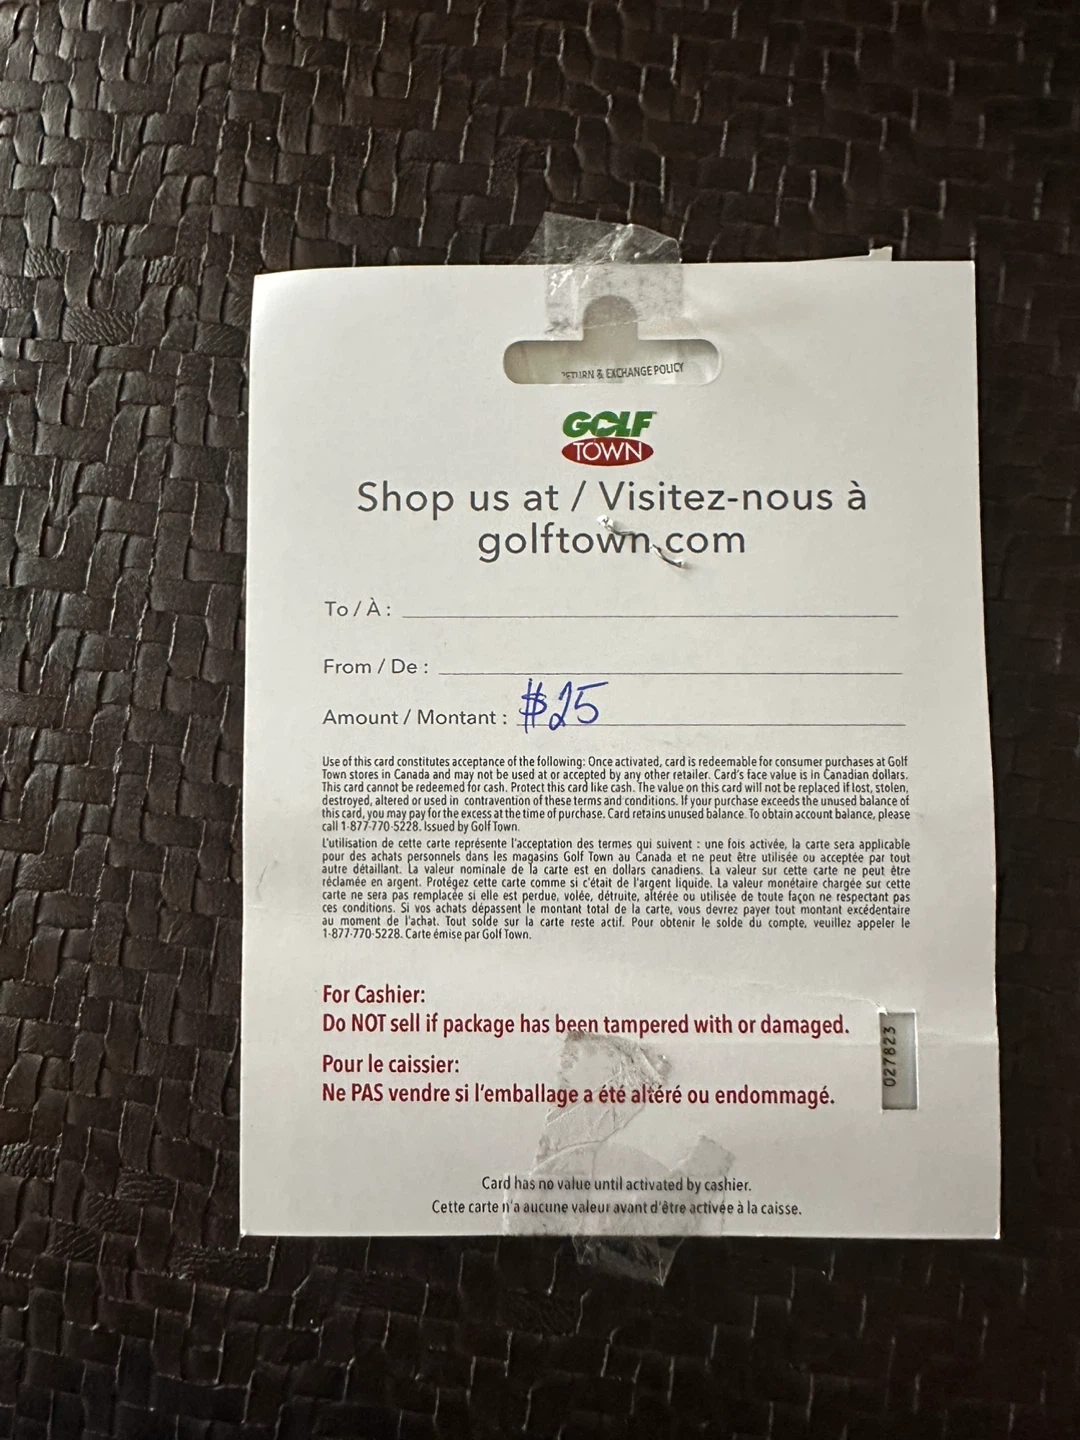 RETURN & EXCHANGE POLICY
GOLF
TOWN
Shop us at / Visitez-nous à
golftown.com
To / À :
From / De :
Amount / Montant : $25
Use of this card constitutes acceptance of the following: Once activated, card is redeemable for consumer purchases at Golf
Town stores in Canada and may not be used at or accepted by any other retailer. Card's face value is in Canadian dollars.
This card cannot be redeemed for cash. Protect this card like cash. The value on this card will not be replaced if lost, stolen,
destroyed, altered or used in contravention of these terms and conditions. If your purchase exceeds the unused balance of
this card, you may pay for the excess at the time of purchase. Card retains unused balance. To obtain account balance, please
call 1-877-770-5228. Issued by Golf Town.
L'utilisation de cette carte représente l'acceptation des termes qui suivent : une fois activée, la carte sera applicable
pour des achats personnels dans les magasins Golf Town au Canada et ne peut être utilisée ou acceptée par tout
autre détaillant. La valeur nominale de la carte est en dollars canadiens. La valeur sur cette carte ne peut être
réclamée en argent. Protégez cette carte comme si c'était de l'argent liquide. La valeur monétaire chargée sur cette
carte ne sera pas remplacée si elle est perdue, volée, détruite, altérée ou utilisée de toute façon ne respectant pas
ces conditions. Si vos achats dépassent le montant total de la carte, vous devrez payer tout montant excédentaire
au moment de l'achat. Tout solde sur la carte reste actif. Pour obtenir le solde du compte, veuillez appeler le
1-877-770-5228. Carte émise par Golf Town.
For Cashier:
Do NOT sell if package has been tampered with or damaged.
Pour le caissier:
Ne PAS vendre si l'emballage a été altéré ou endommagé.
027823
Card has no value until activated by cashier.
Cette carte n'a aucune valeur avant d'être activée à la caisse.